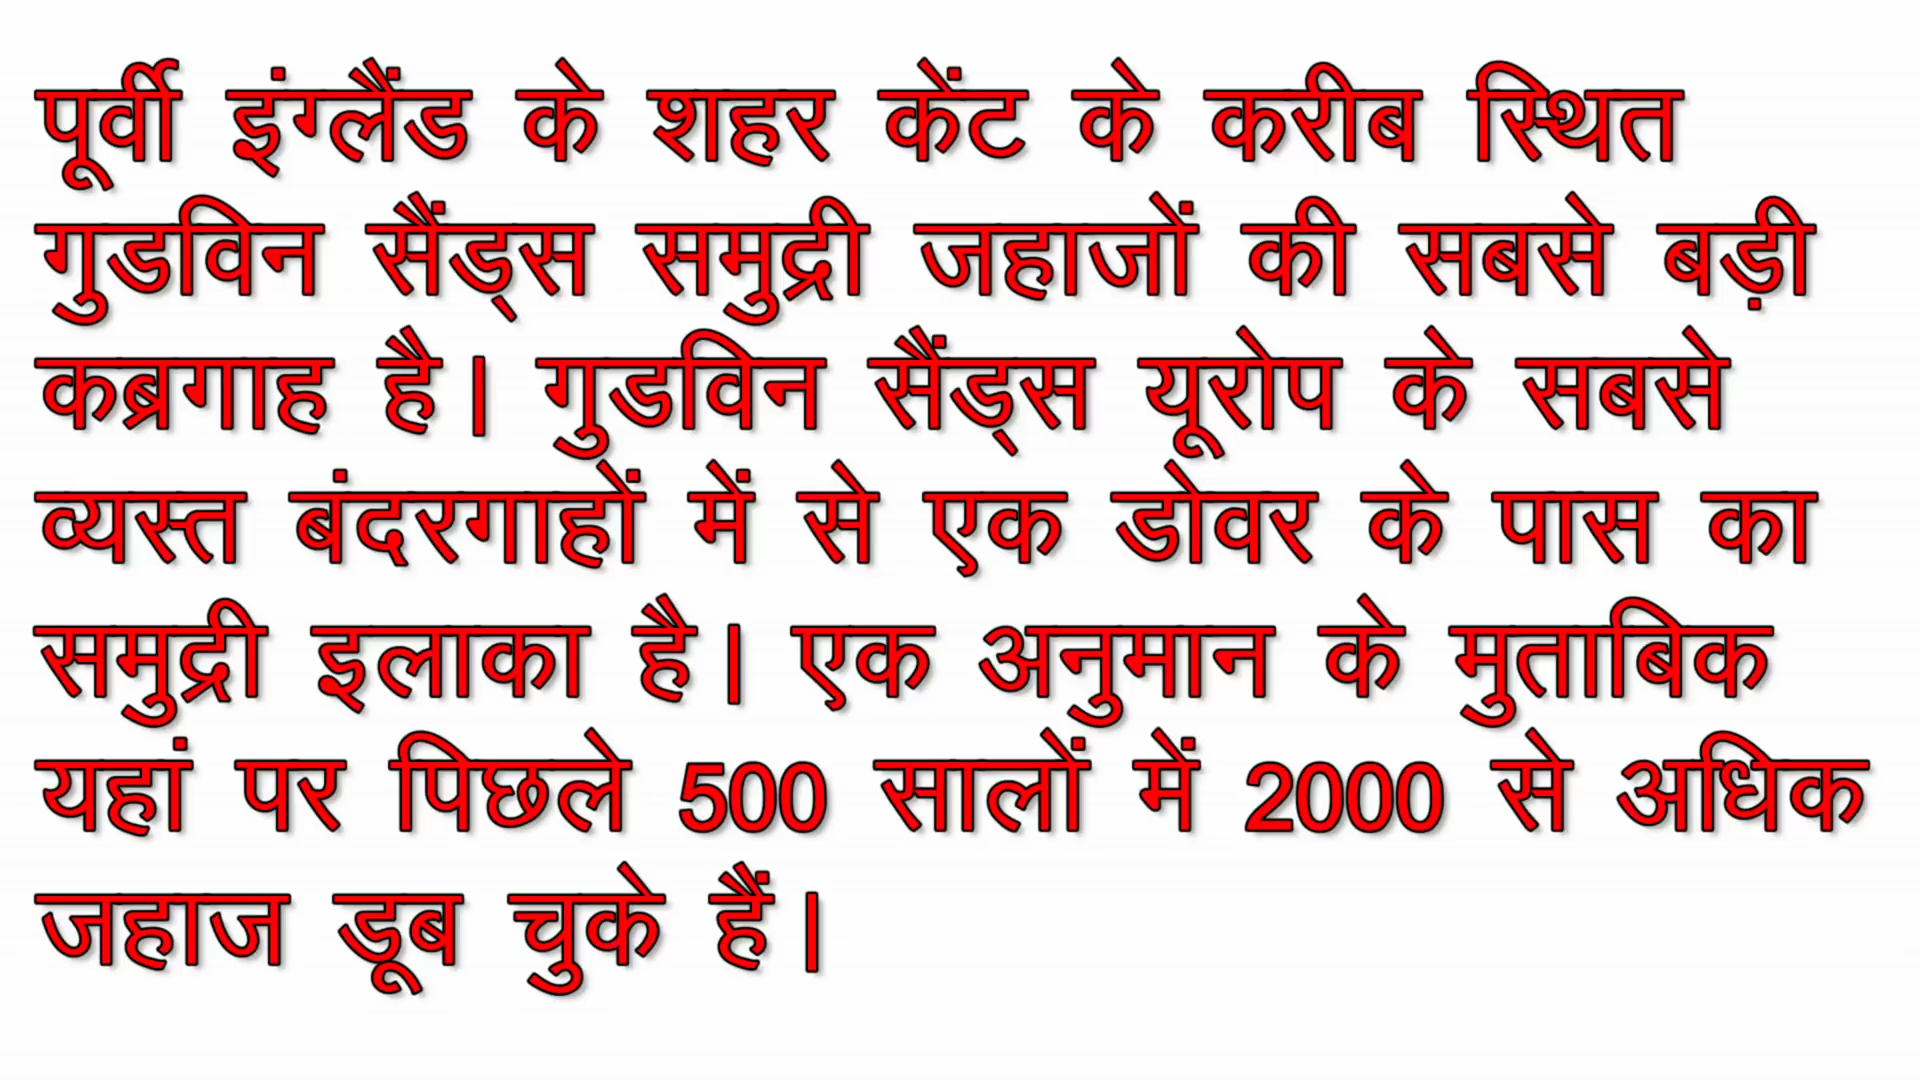 पूर्वी इंग्लैंड के शहर केंट के करीब स्थित
गुडविन सैंड्स समुद्री जहाजों की सबसे बड़ी
कब्रगाह है। गुडविन सैंड्स यूरोप के सबसे
व्यस्त बंदरगाहों में से एक डोवर के पास का
समुद्री इलाका है। एक अनुमान के मुताबिक
यहां पर पिछले 500 सालों में 2000 से अधिक
जहाज डूब चुके हैं।